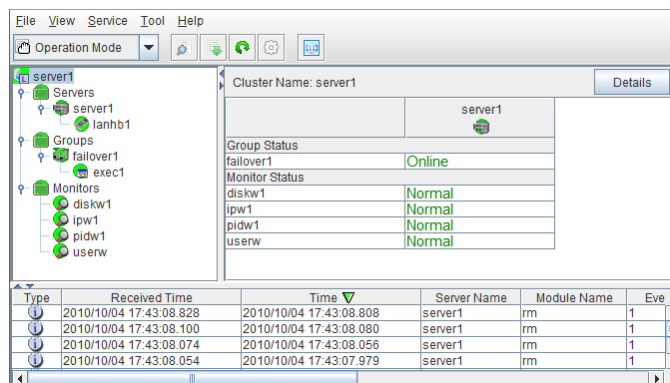 File View Service Tool Help
Operation Mode
server1
Servers
server1
lanhb1
Groups
failover1
exec1
Monitors
diskw1
ipw1
pidw1
userw
Cluster Name: server1 Details
server1
Group Status
failover1 Online
Monitor Status
diskw1 Normal
ipw1 Normal
pidw1 Normal
userw Normal
Type Received Time Time Server Name Module Name Eve
2010/10/04 17:43:08.828 2010/10/04 17:43:08.808 server1 rm 1
2010/10/04 17:43:08.100 2010/10/04 17:43:08.080 server1 rm 1
2010/10/04 17:43:08.074 2010/10/04 17:43:08.056 server1 rm 1
2010/10/04 17:43:08.054 2010/10/04 17:43:07.979 server1 rm 1